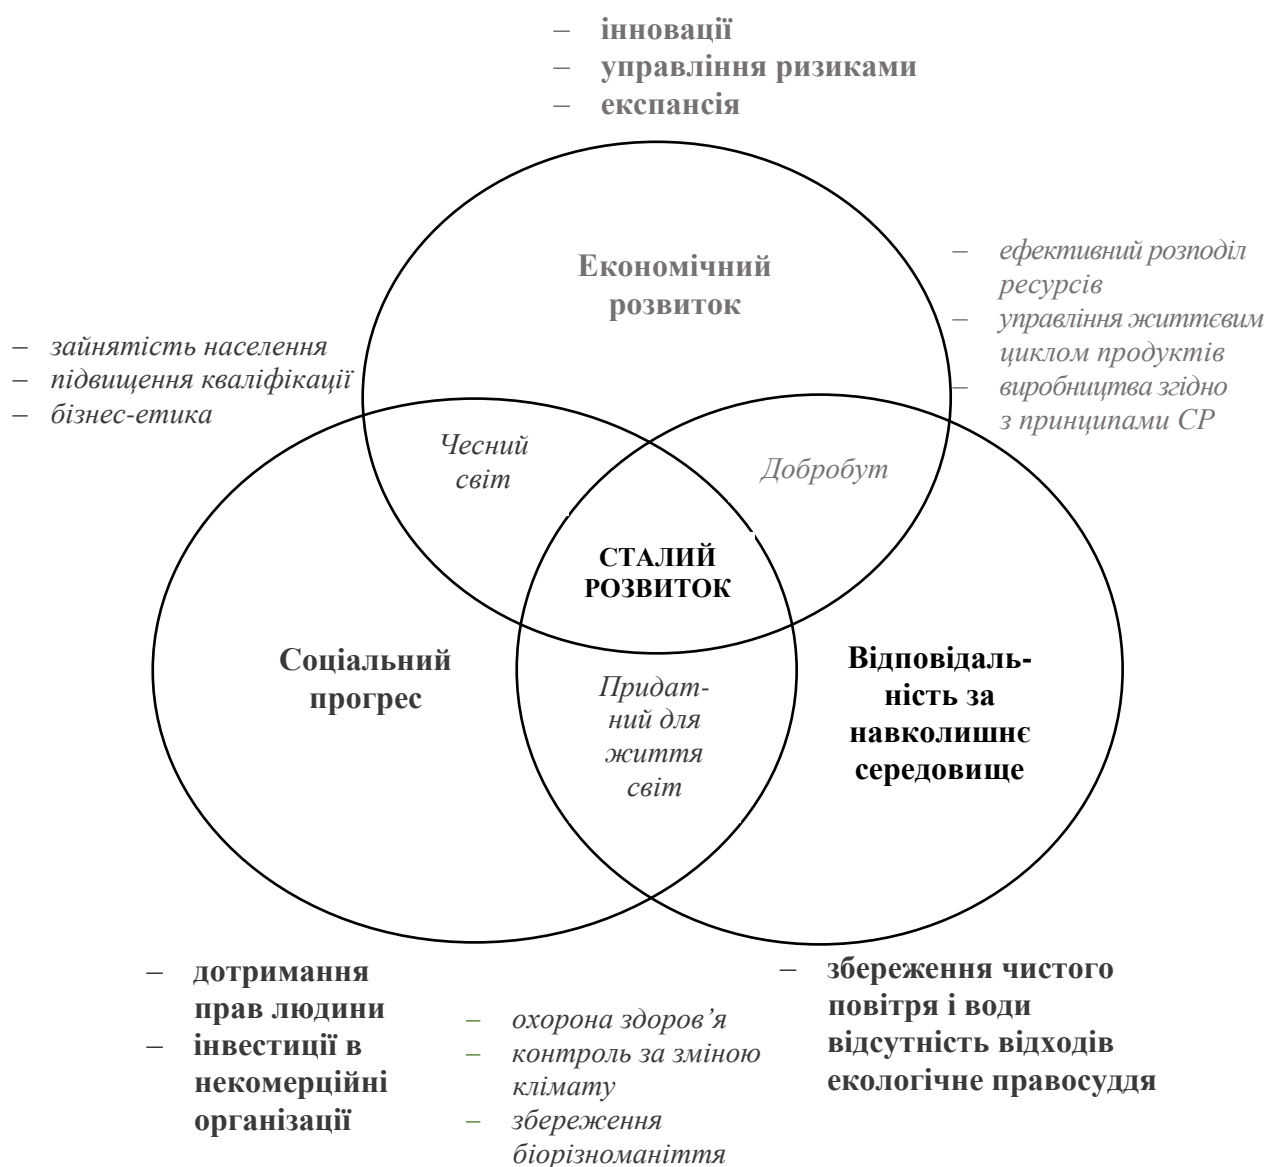 – інновації
– управління ризиками
– експансія
Економічний
розвиток
– ефективний розподіл
ресурсів
– управління життєвим
циклом продуктів
– виробництва згідно
з принципами СР
– зайнятість населення
– підвищення кваліфікації
– бізнес-етика
Чесний
світ
Добробут
СТАЛИЙ
РОЗВИТОК
Соціальний
прогрес
Придат-
ний для
життя
світ
Відповідаль-
ність за
навколишнє
середовище
– дотримання
прав людини
– інвестиції в
некомерційні
організації
– охорона здоров’я
– контроль за зміною
клімату
– збереження
біорізноманіття
– збереження чистого
повітря і води
відсутність відходів
екологічне правосуддя